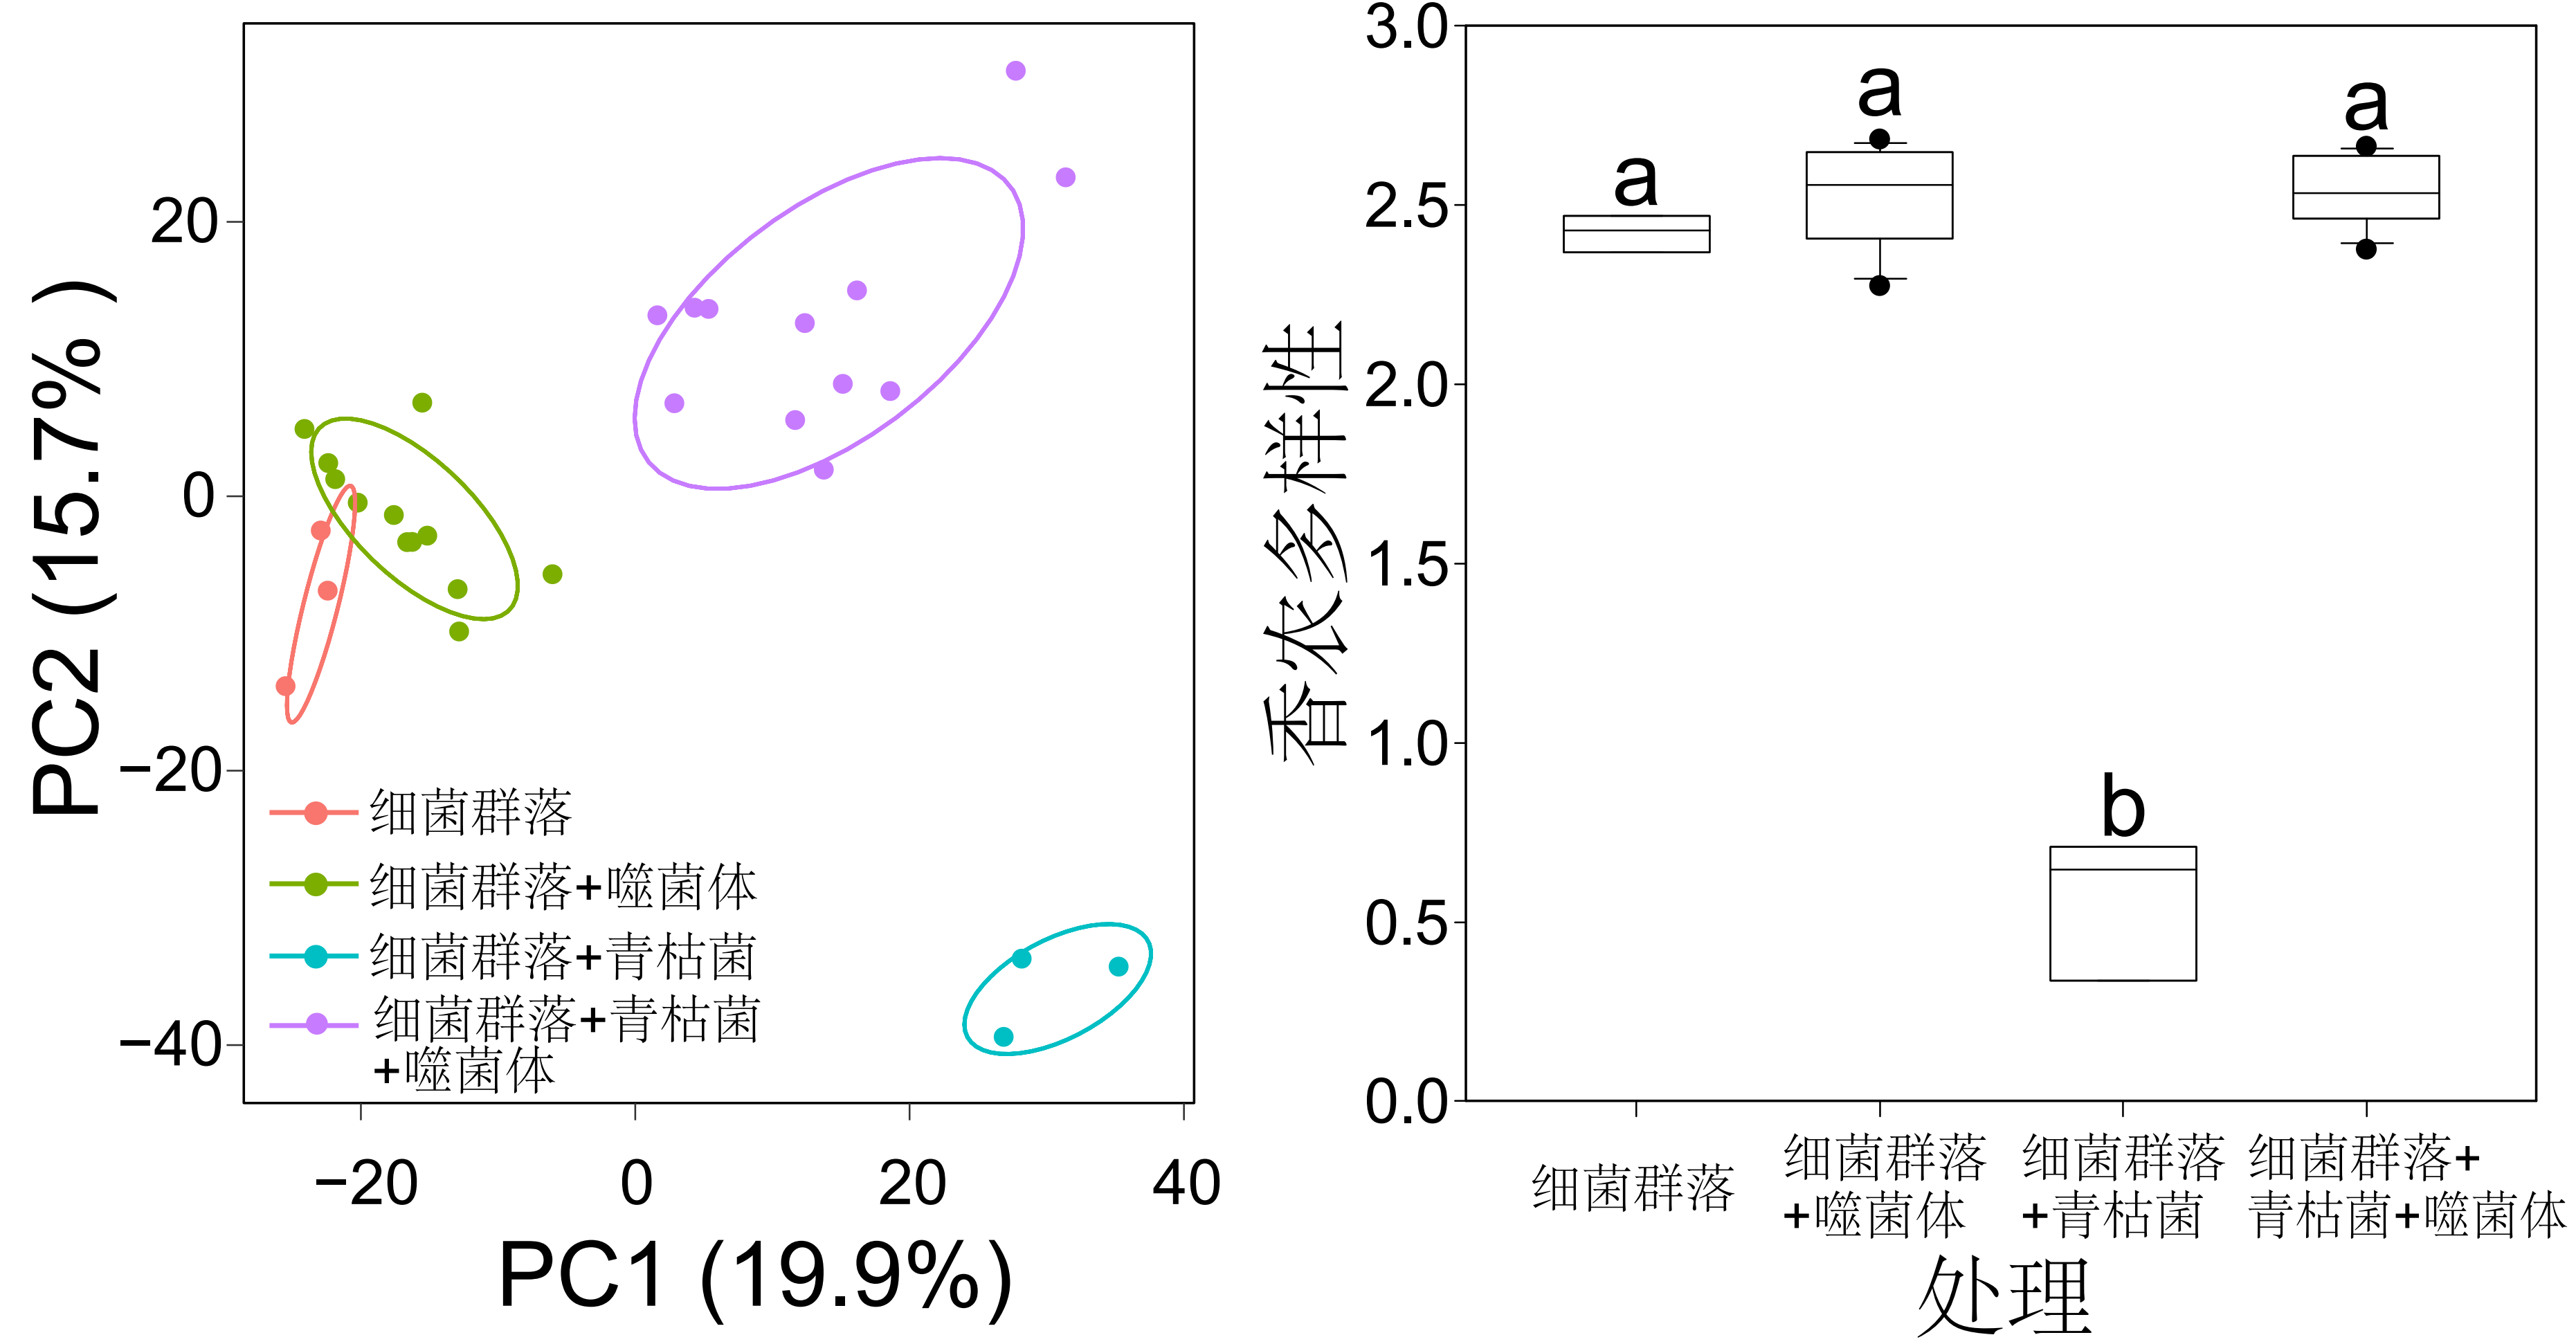 PC2 (15.7% )
20
0
−20
−40
细菌群落
细菌群落+噬菌体
细菌群落+青枯菌
细菌群落+青枯菌
+噬菌体
−20 0 20 40
PC1 (19.9%)
香农多样性
3.0
2.5
2.0
1.5
1.0
0.5
0.0
a
a
b
a
细菌群落
细菌群落
+噬菌体
细菌群落
+青枯菌
细菌群落+
青枯菌+噬菌体
处理